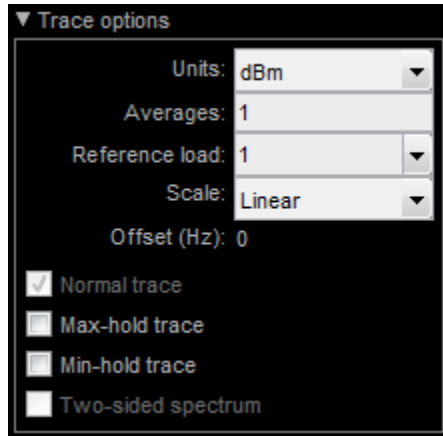 Trace options
Units: dBm
Averages: 1
Reference load: 1
Scale: Linear
Offset (Hz): 0
Normal trace
Max-hold trace
Min-hold trace
Two-sided spectrum